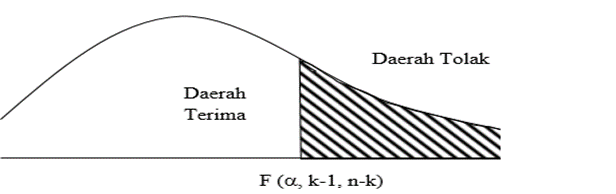 Daerah Tolak
Daerah
Terima
F (α, k-1, n-k)